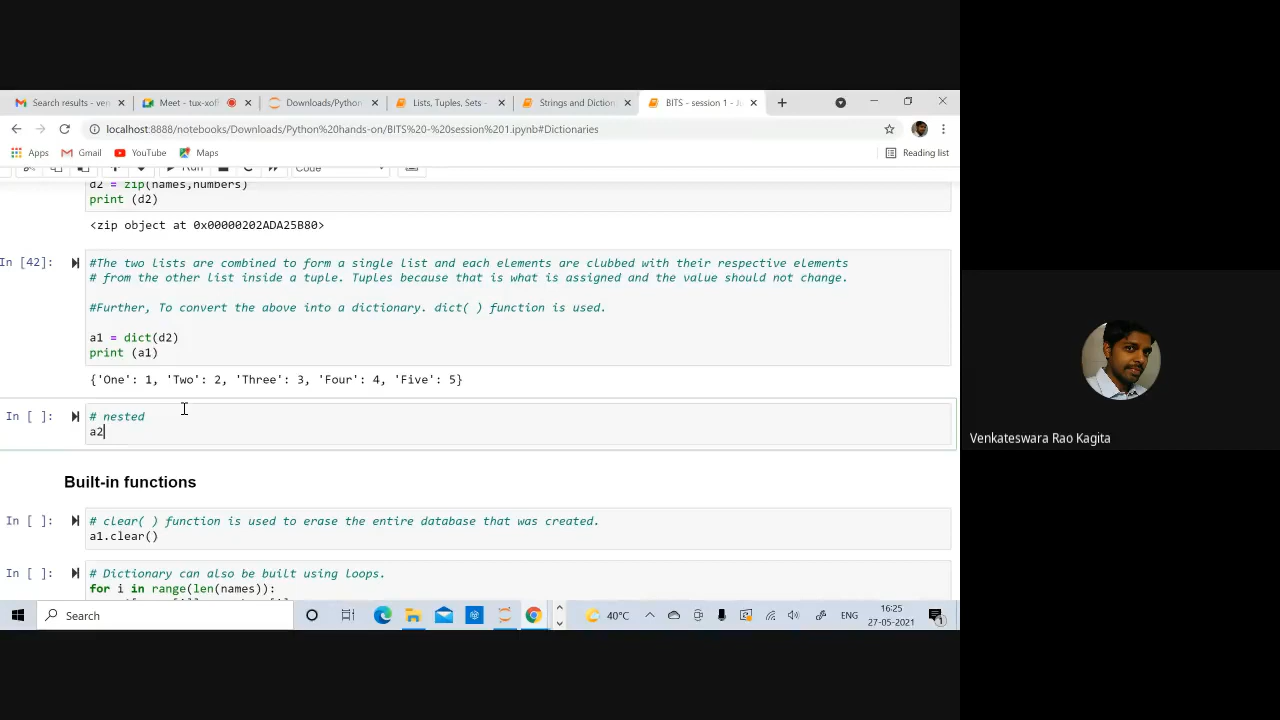 Search results - ven
Meet - tux-xof
Downloads/Python
Lists, Tuples, Sets -
Strings and Diction
BITS - session 1 - Ju
localhost:8888/notebooks/Downloads/Python%20hands-on/BITS%20-%20session%201.ipynb#Dictionaries
Apps
Gmail
YouTube
Maps
Reading list
Run
Code
d2 = zip(names,numbers)
print (d2)
<zip object at 0x00000202ADA25B80>
In [42]:
#The two lists are combined to form a single list and each elements are clubbed with their respective elements
# from the other list inside a tuple. Tuples because that is what is assigned and the value should not change.
#Further, To convert the above into a dictionary. dict( ) function is used.
a1 = dict(d2)
print (a1)
{'One': 1, 'Two': 2, 'Three': 3, 'Four': 4, 'Five': 5}
In [ ]:
# nested
a2
Built-in functions
In [ ]:
# clear( ) function is used to erase the entire database that was created.
a1.clear()
In [ ]:
# Dictionary can also be built using loops.
for i in range(len(names)):
Venkateswara Rao Kagita
Search
40°C
ENG
16:25
27-05-2021